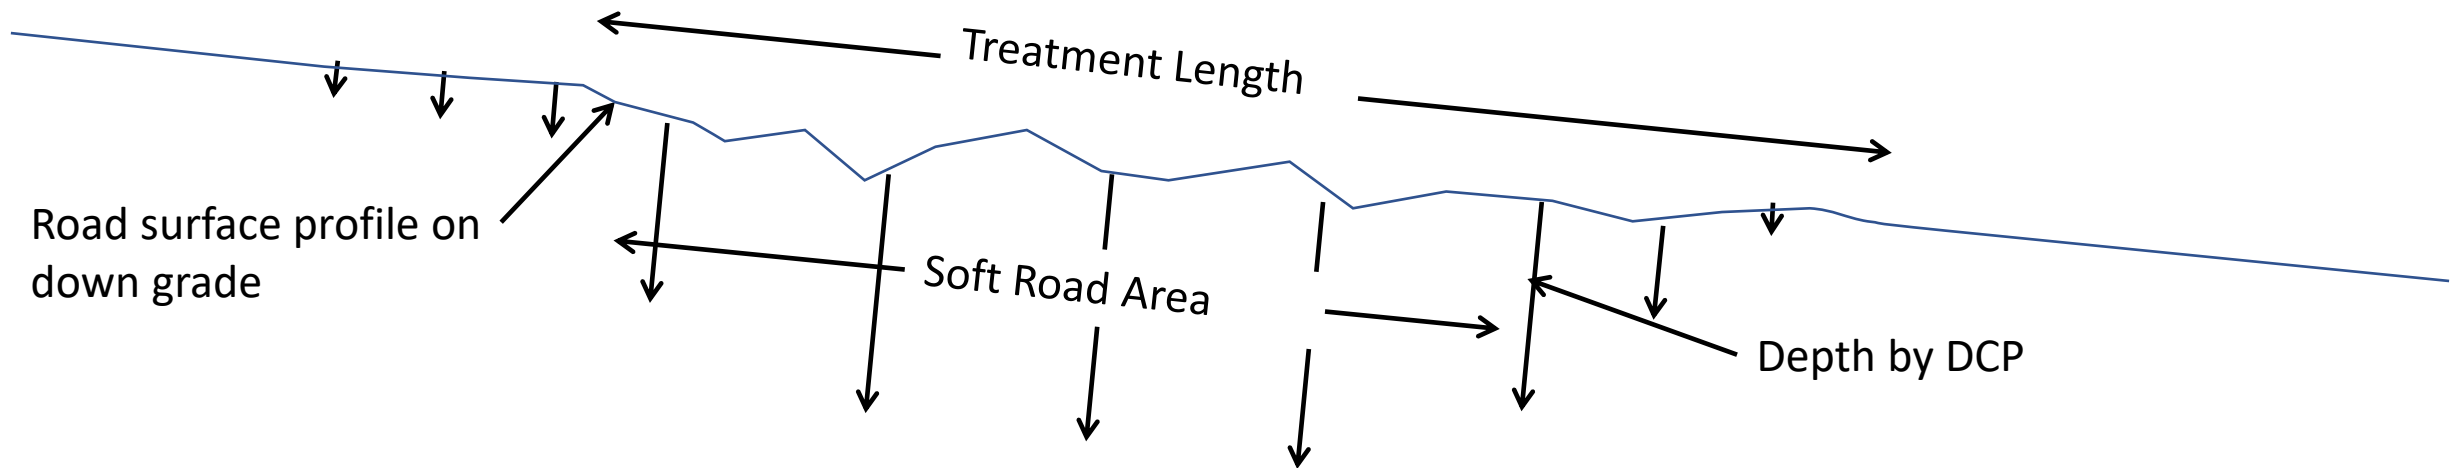 Treatment Length
Road surface profile on
down grade
Soft Road Area
Depth by DCP